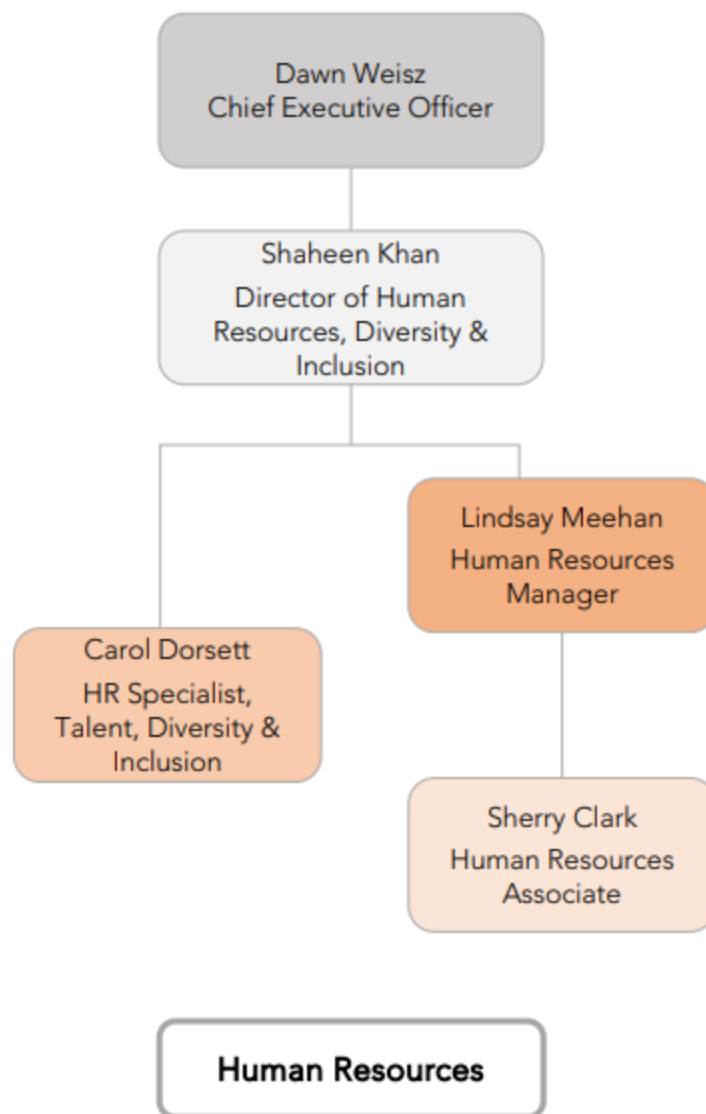 Dawn Weisz
Chief Executive Officer
Shaheen Khan
Director of Human
Resources, Diversity &
Inclusion
Lindsay Meehan
Human Resources
Manager
Carol Dorsett
HR Specialist,
Talent, Diversity &
Inclusion
Sherry Clark
Human Resources
Associate
Human Resources